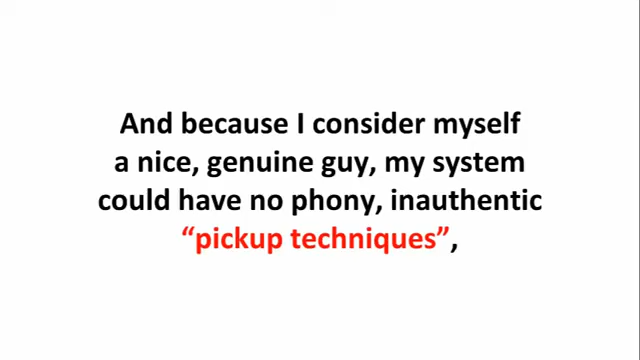 And because I consider myself
a nice, genuine guy, my system
could have no phony, inauthentic
“pickup techniques”,